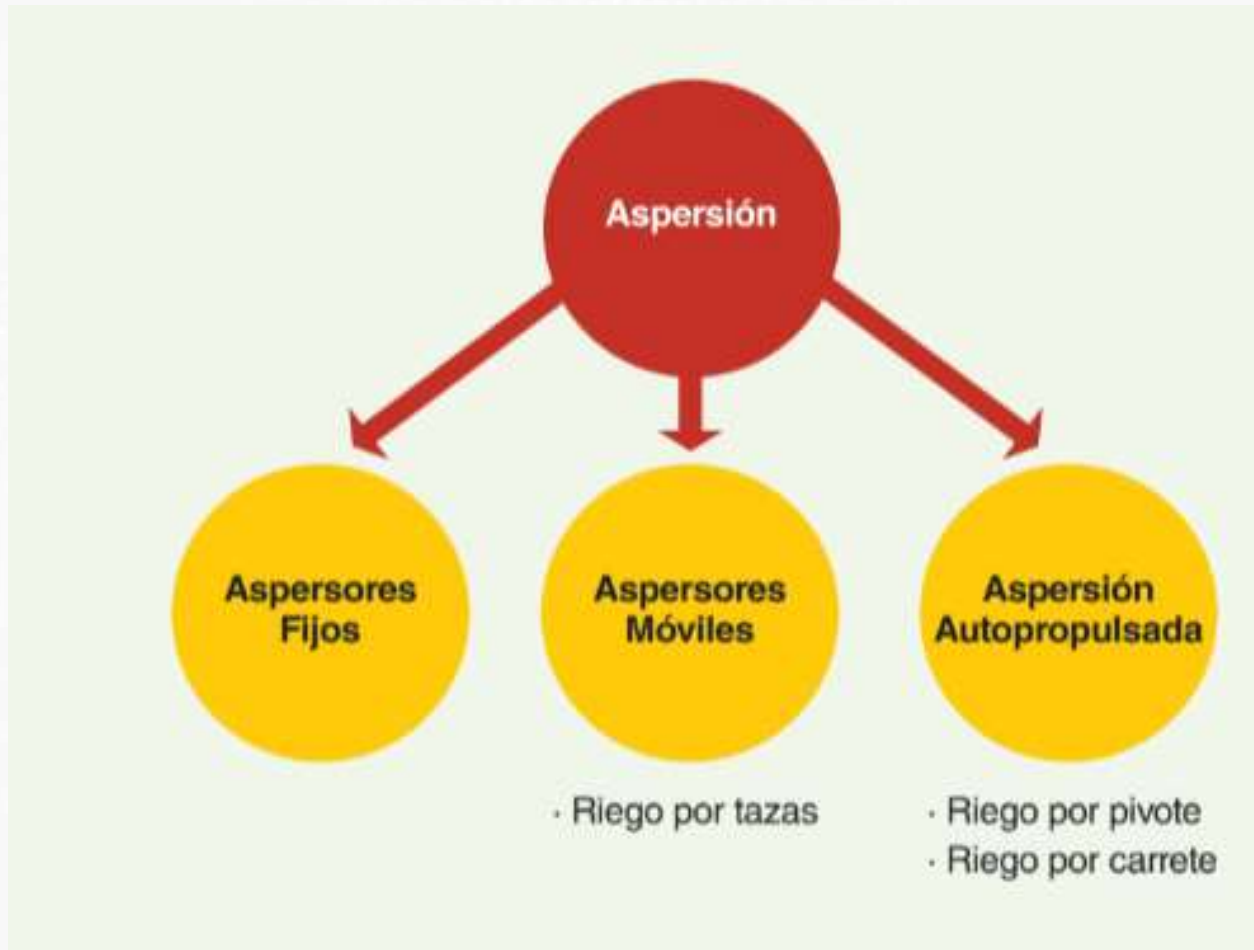 Aspersión
Aspersores
Fijos
Aspersores
Móviles
Aspersión
Autopropulsada
· Riego por tazas
· Riego por pivote
· Riego por carrete